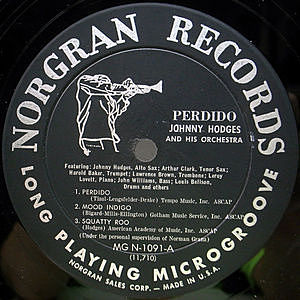 NORGRAN RECORDS
PERDIDO
JOHNNY HODGES
AND HIS ORCHESTRA
Featuring: Johnny Hodges, Alto Sax; Arthur Clark, Tenor Sax;
Harold Baker, Trumpet; Lawrence Brown, Trombone; Leroy
Lovett, Piano; John Williams, Bass; Louis Bellson,
Drums and others
1. PERDIDO
(Tizol-Lengsfelder-Drake) Tempo Music, Inc. ASCAP
2. MOOD INDIGO
(Bigard-Mills-Ellington) Gotham Music Service, Inc. ASCAP
3. SQUATTY ROO
(Hodges) American Academy of Music, Inc. ASCAP
(Under the personal supervision of Norman Granz)
MG N-1091-A
(11,710)
LONG PLAYING MICROGROOVE
NORGRAN SALES CORP. — MADE IN U.S.A.